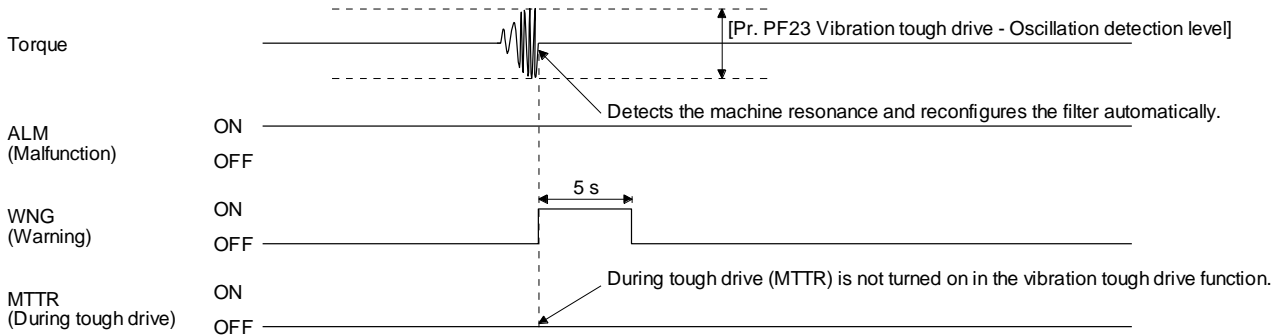 [Pr. PF23 Vibration tough drive - Oscillation detection level]
Torque
Detects the machine resonance and reconfigures the filter automatically.
ALM
(Malfunction)
ON
OFF
5 s
WNG
(Warning)
ON
OFF
During tough drive (MTTR) is not turned on in the vibration tough drive function.
MTTR
(During tough drive)
ON
OFF